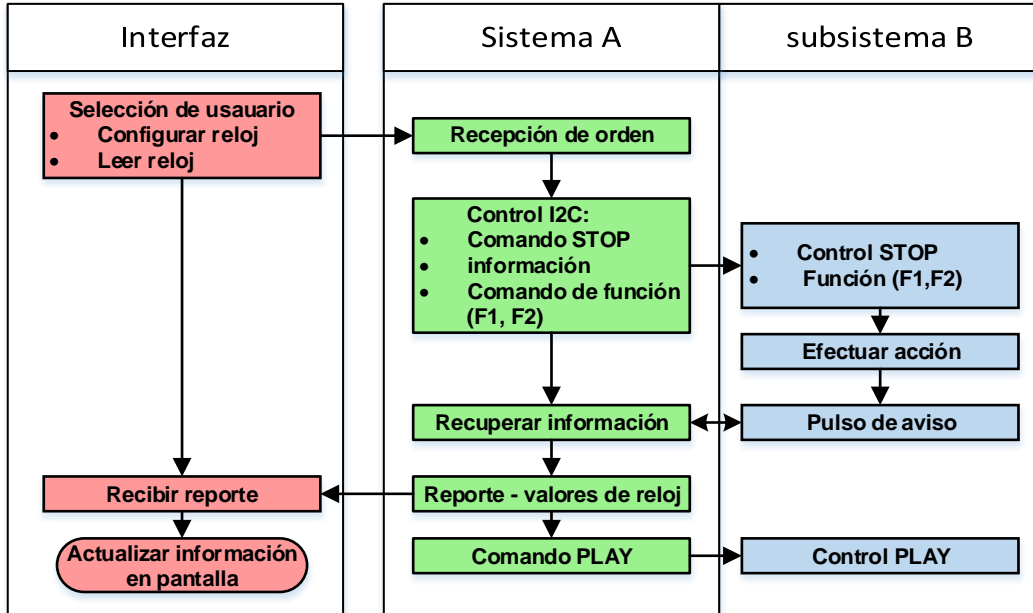 Interfaz
Sistema A
subsistema B
Selección de usauario
• Configurar reloj
• Leer reloj
Recepción de orden
Control I2C:
• Comando STOP
• información
• Comando de función
(F1, F2)
• Control STOP
• Función (F1,F2)
Efectuar acción
Recuperar información
Pulso de aviso
Recibir reporte
Reporte - valores de reloj
Actualizar información
en pantalla
Comando PLAY
Control PLAY